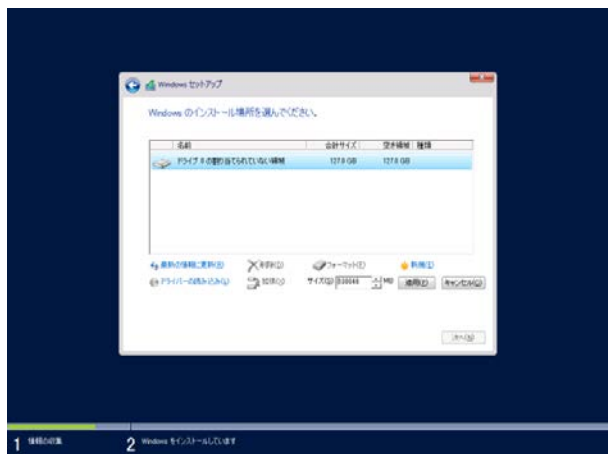 Windows セットアップ
Windows のインストール場所を選んでください。
名前 合計サイズ 空き領域 種類
ドライブ 0 の割り当てられていない領域 127.0 GB 127.0 GB
最新の情報に更新(R) 削除(D) フォーマット(F) 新規(E)
ドライバーの読み込み(L) 拡張(X) サイズ(S) MB 適用(P) キャンセル(C)
次へ(N)
1 情報の収集 2 Windows をインストールしています